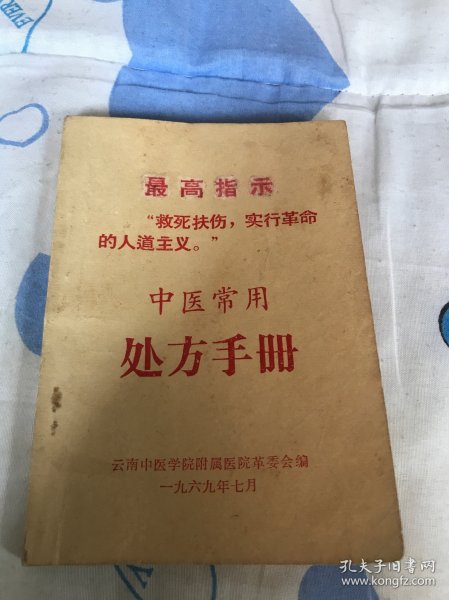 EVER
最高指示
“救死扶伤，实行革命
的人道主义。”
中医常用
处方手册
云南中医学院附属医院革委会编
一九六九年七月
孔夫子旧书网
www.kongfz.com